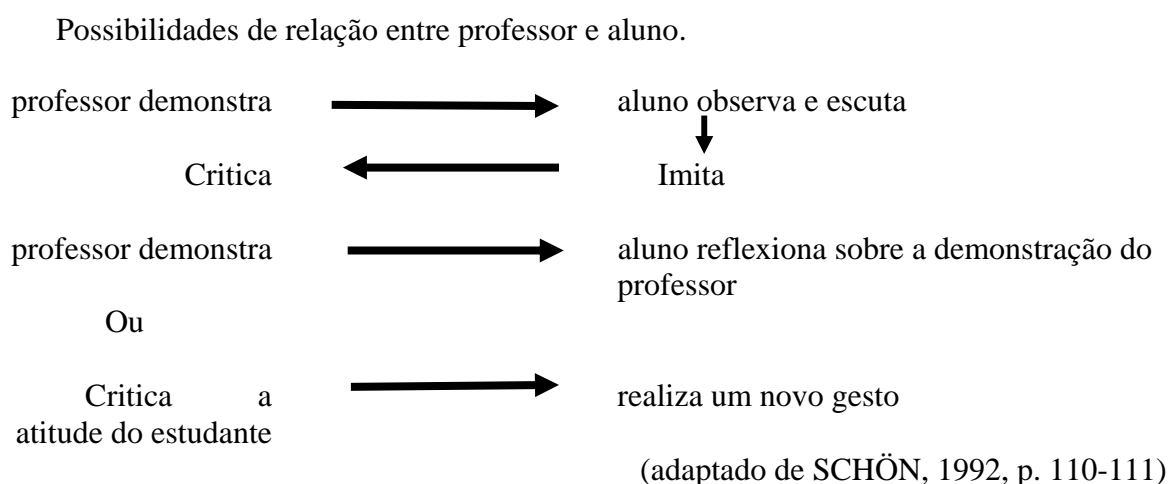 Possibilidades de relação entre professor e aluno.
professor demonstra
aluno observa e escuta
Critica
Imita
professor demonstra
aluno reflexiona sobre a demonstração do
professor
Ou
Critica a
atitude do estudante
realiza um novo gesto
(adaptado de SCHÖN, 1992, p. 110-111)